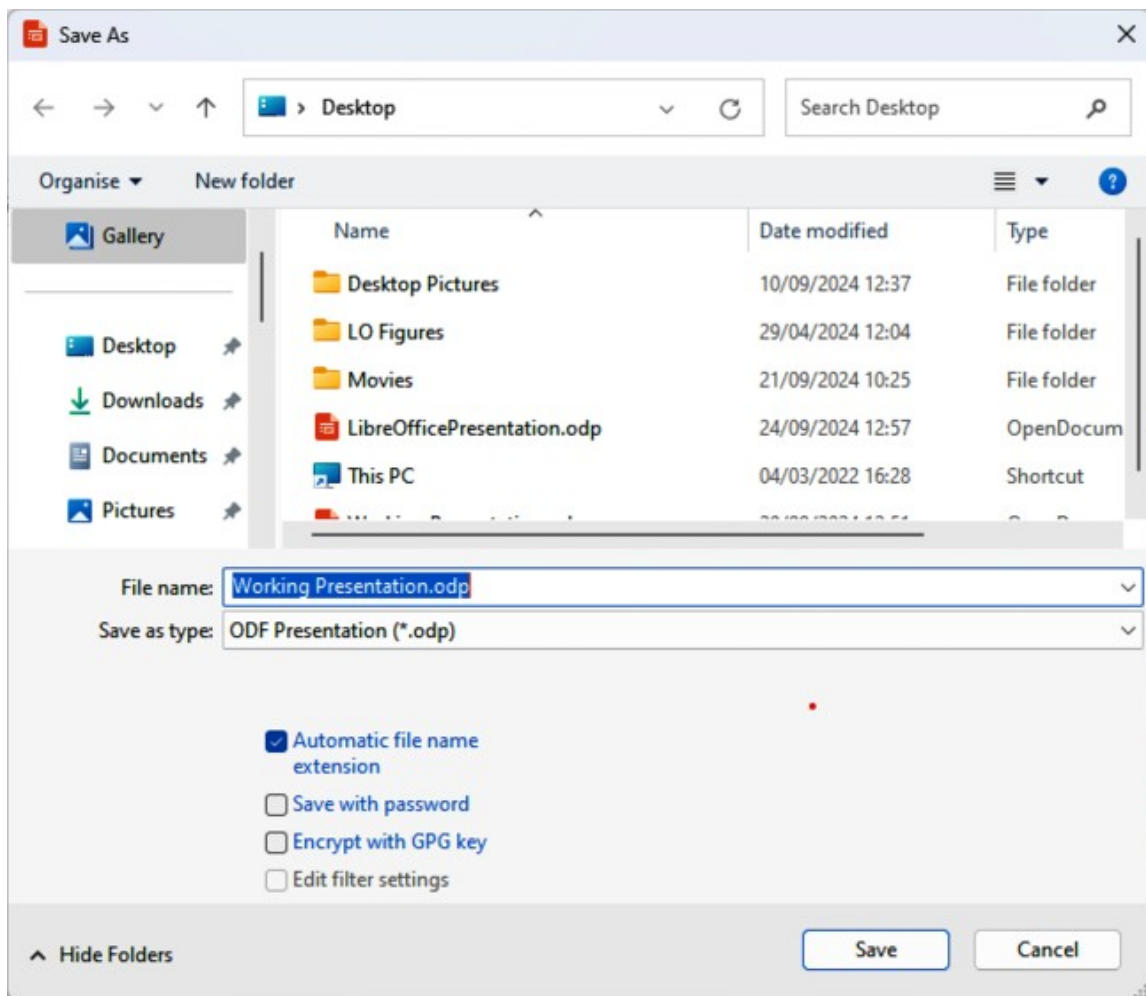 Save As
Desktop
Search Desktop
Organise
New folder
Gallery
Name
Date modified
Type
Desktop Pictures 10/09/2024 12:37 File folder
LO Figures 29/04/2024 12:04 File folder
Movies 21/09/2024 10:25 File folder
LibreOfficePresentation.odp 24/09/2024 12:57 OpenDocum
This PC 04/03/2022 16:28 Shortcut
Desktop
Downloads
Documents
Pictures
File name: Working Presentation.odp
Save as type: ODF Presentation (*.odp)
Automatic file name
extension
Save with password
Encrypt with GPG key
Edit filter settings
Hide Folders
Save
Cancel